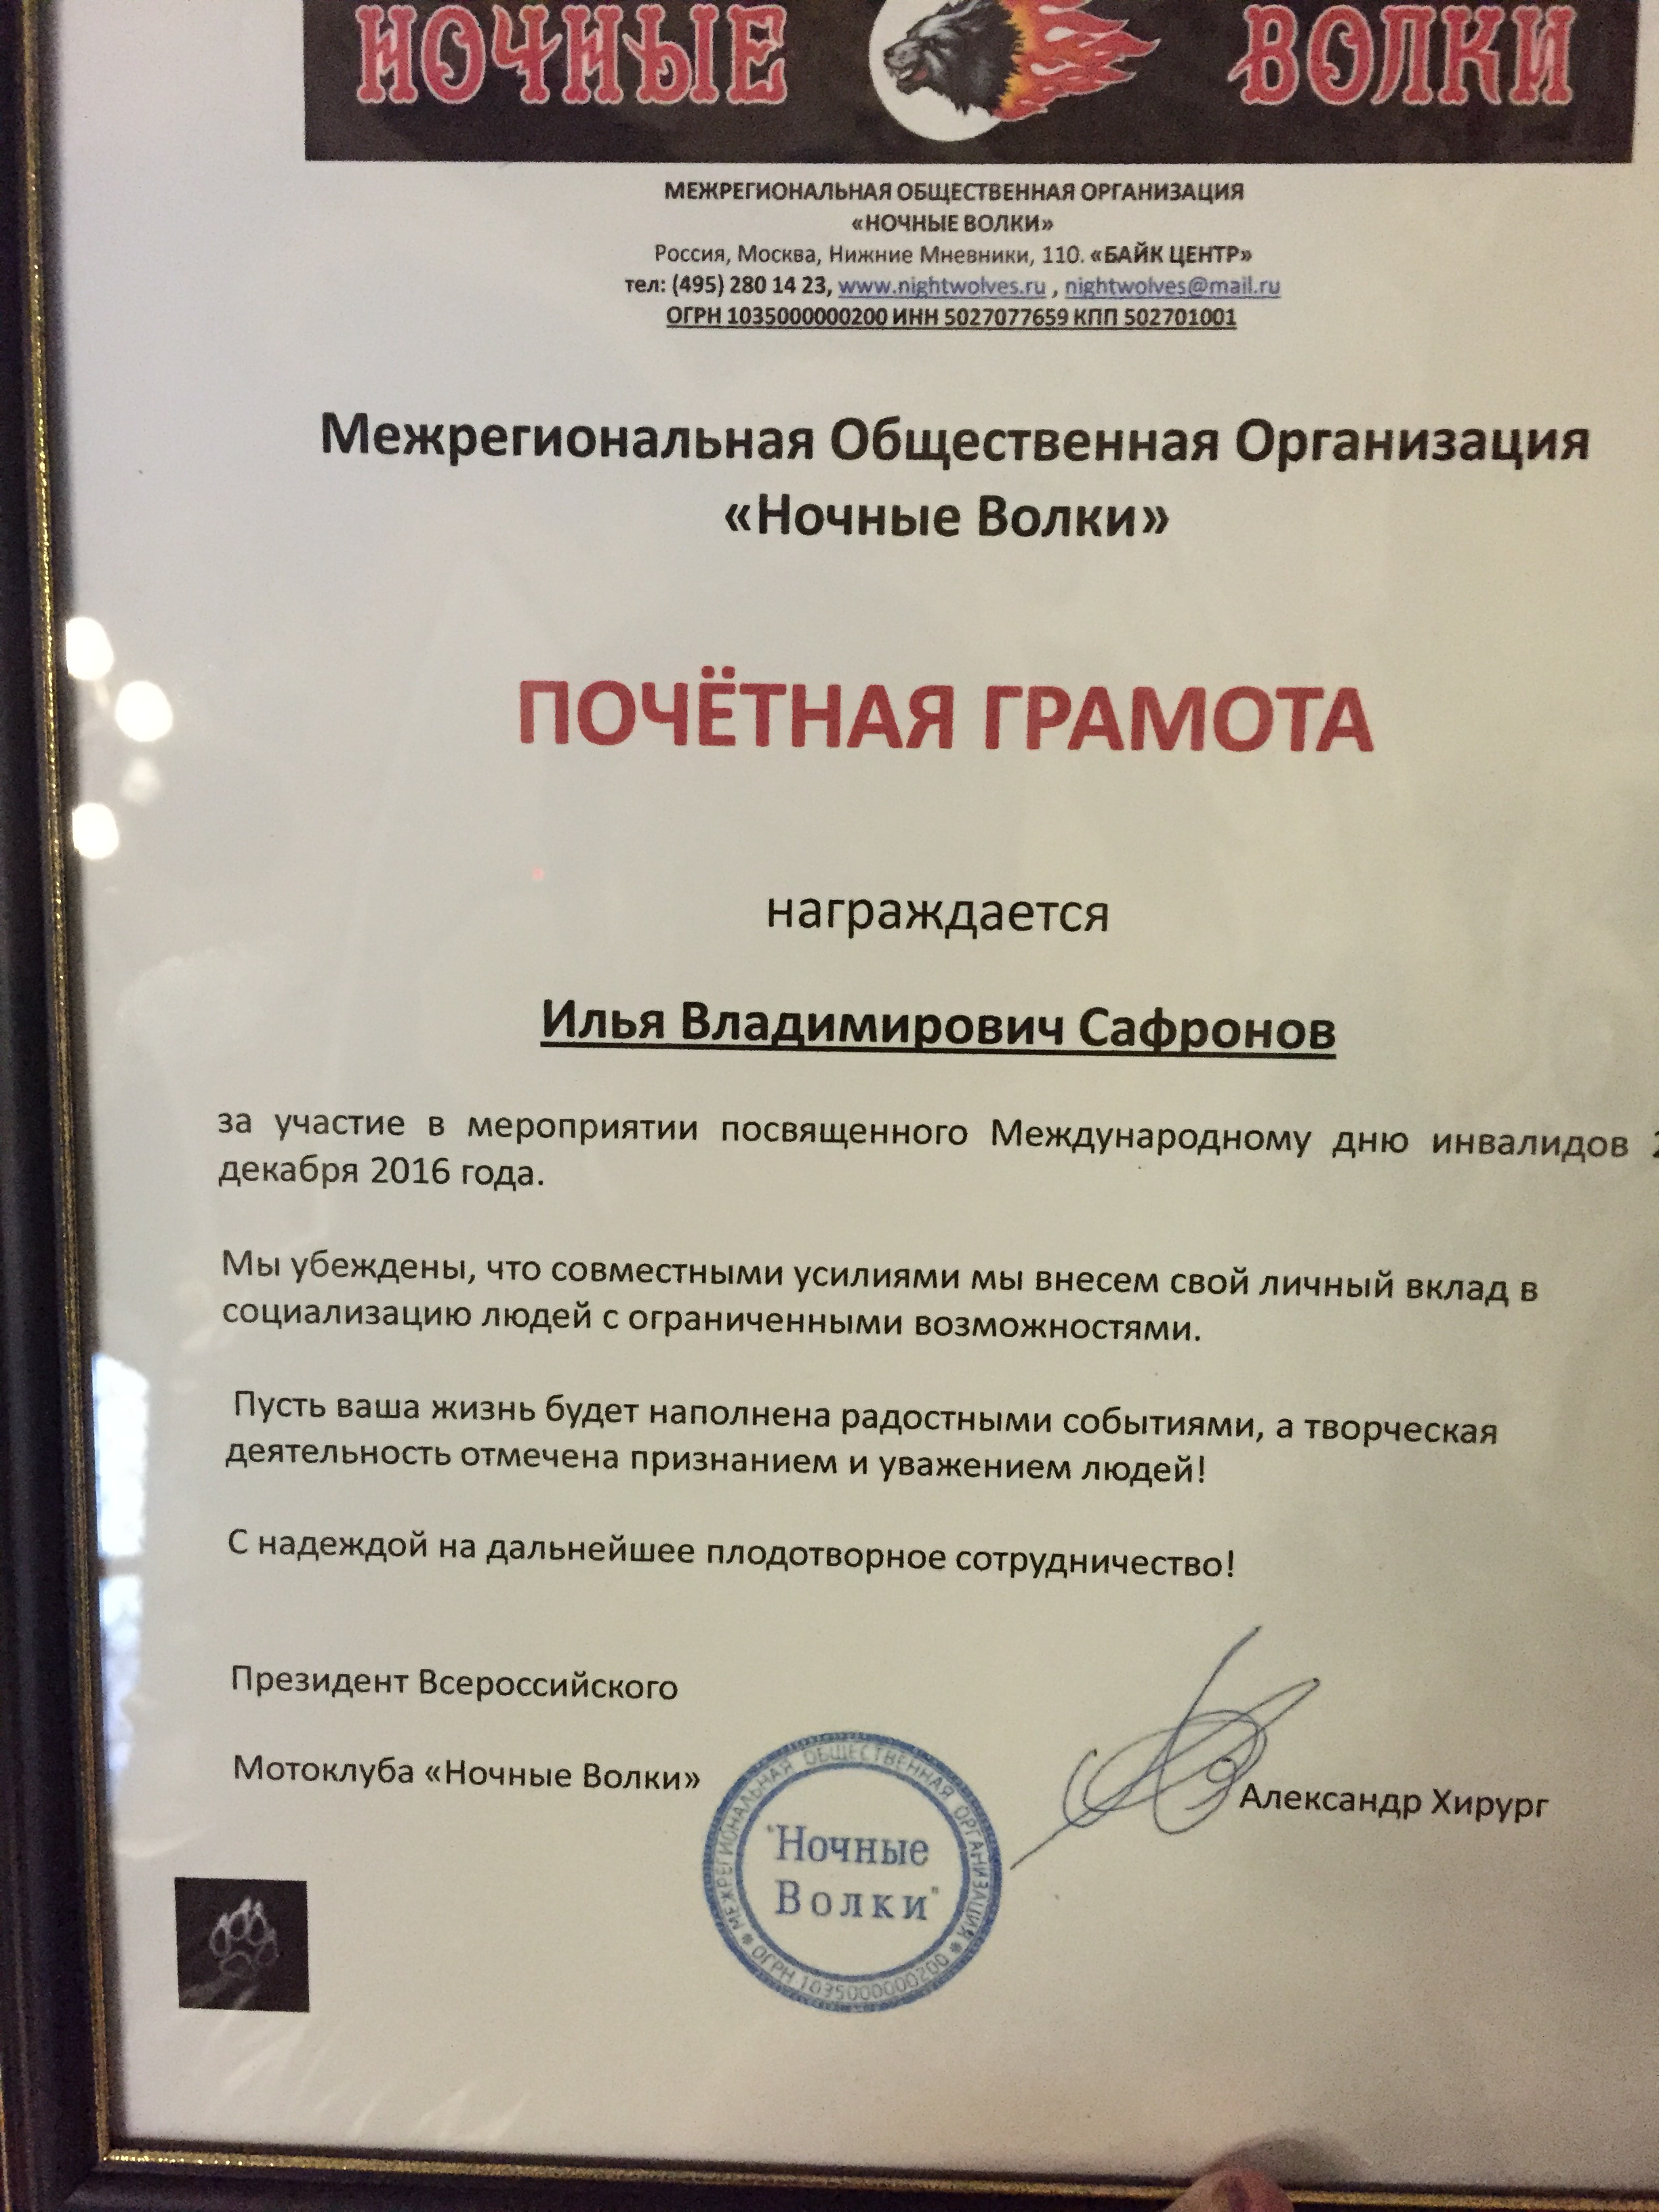 НОЧНЫЕ ВОЛКИ
МЕЖРЕГИОНАЛЬНАЯ ОБЩЕСТВЕННАЯ ОРГАНИЗАЦИЯ
«НОЧНЫЕ ВОЛКИ»
Россия, Москва, Нижние Мневники, 110. «БАЙК ЦЕНТР»
тел: (495) 280 14 23, www.nightwolves.ru , nightwolves@mail.ru
ОГРН 1035000000200 ИНН 5027077659 КПП 502701001
Межрегиональная Общественная Организация
«Ночные Волки»
ПОЧЁТНАЯ ГРАМОТА
награждается
Илья Владимирович Сафронов
за участие в мероприятии посвященного Международному дню инвалидов
декабря 2016 года.
Мы убеждены, что совместными усилиями мы внесем свой личный вклад в
социализацию людей с ограниченными возможностями.
Пусть ваша жизнь будет наполнена радостными событиями, а творческая
деятельность отмечена признанием и уважением людей!
С надеждой на дальнейшее плодотворное сотрудничество!
Президент Всероссийского
Мотоклуба «Ночные Волки»
Александр Хирург
МЕЖРЕГИОНАЛЬНАЯ ОБЩЕСТВЕННАЯ ОРГАНИЗАЦИЯ
"Ночные
Волки"
ОГРН 1035000000200